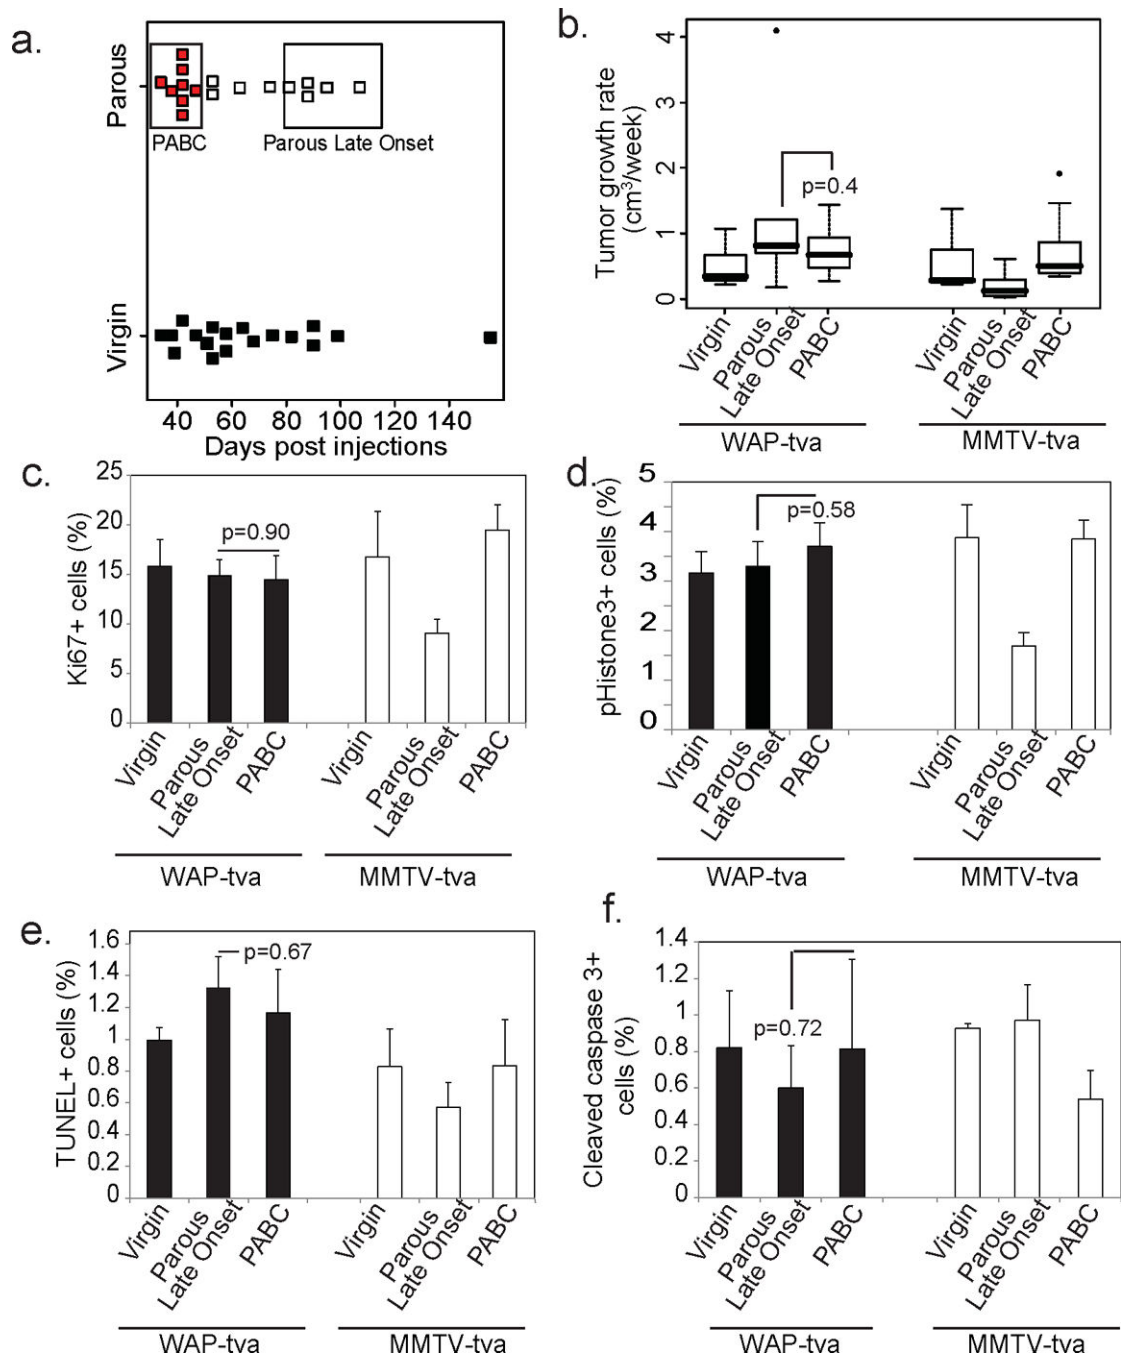 a.
Parous
PABC
Parous Late Onset
Virgin
40 60 80 100 120 140
Days post injections
b.
Tumor growth rate
(cm³/week)
4
3
2
1
0
p=0.4
Virgin
Parous
Late Onset
PABC
Virgin
Parous
Late Onset
PABC
WAP-tva
MMTV-tva
c.
Ki67+ cells (%)
25
20
15
10
5
0
p=0.90
Virgin
Parous
Late Onset
PABC
Virgin
Parous
Late Onset
PABC
WAP-tva
MMTV-tva
d.
pHistone3+ cells (%)
5
4
4
3
3
2
2
1
1
0
p=0.58
Virgin
Parous
Late Onset
PABC
Virgin
Parous
Late Onset
PABC
WAP-tva
MMTV-tva
e.
TUNEL+ cells (%)
1.6
1.4
1.2
1
0.8
0.6
0.4
0.2
0
p=0.67
Virgin
Parous
Late Onset
PABC
Virgin
Parous
Late Onset
PABC
WAP-tva
MMTV-tva
f.
Cleaved caspase 3+
cells (%)
1.4
1.2
1
0.8
0.6
0.4
0.2
0
p=0.72
Virgin
Parous
Late Onset
PABC
Virgin
Parous
Late Onset
PABC
WAP-tva
MMTV-tva